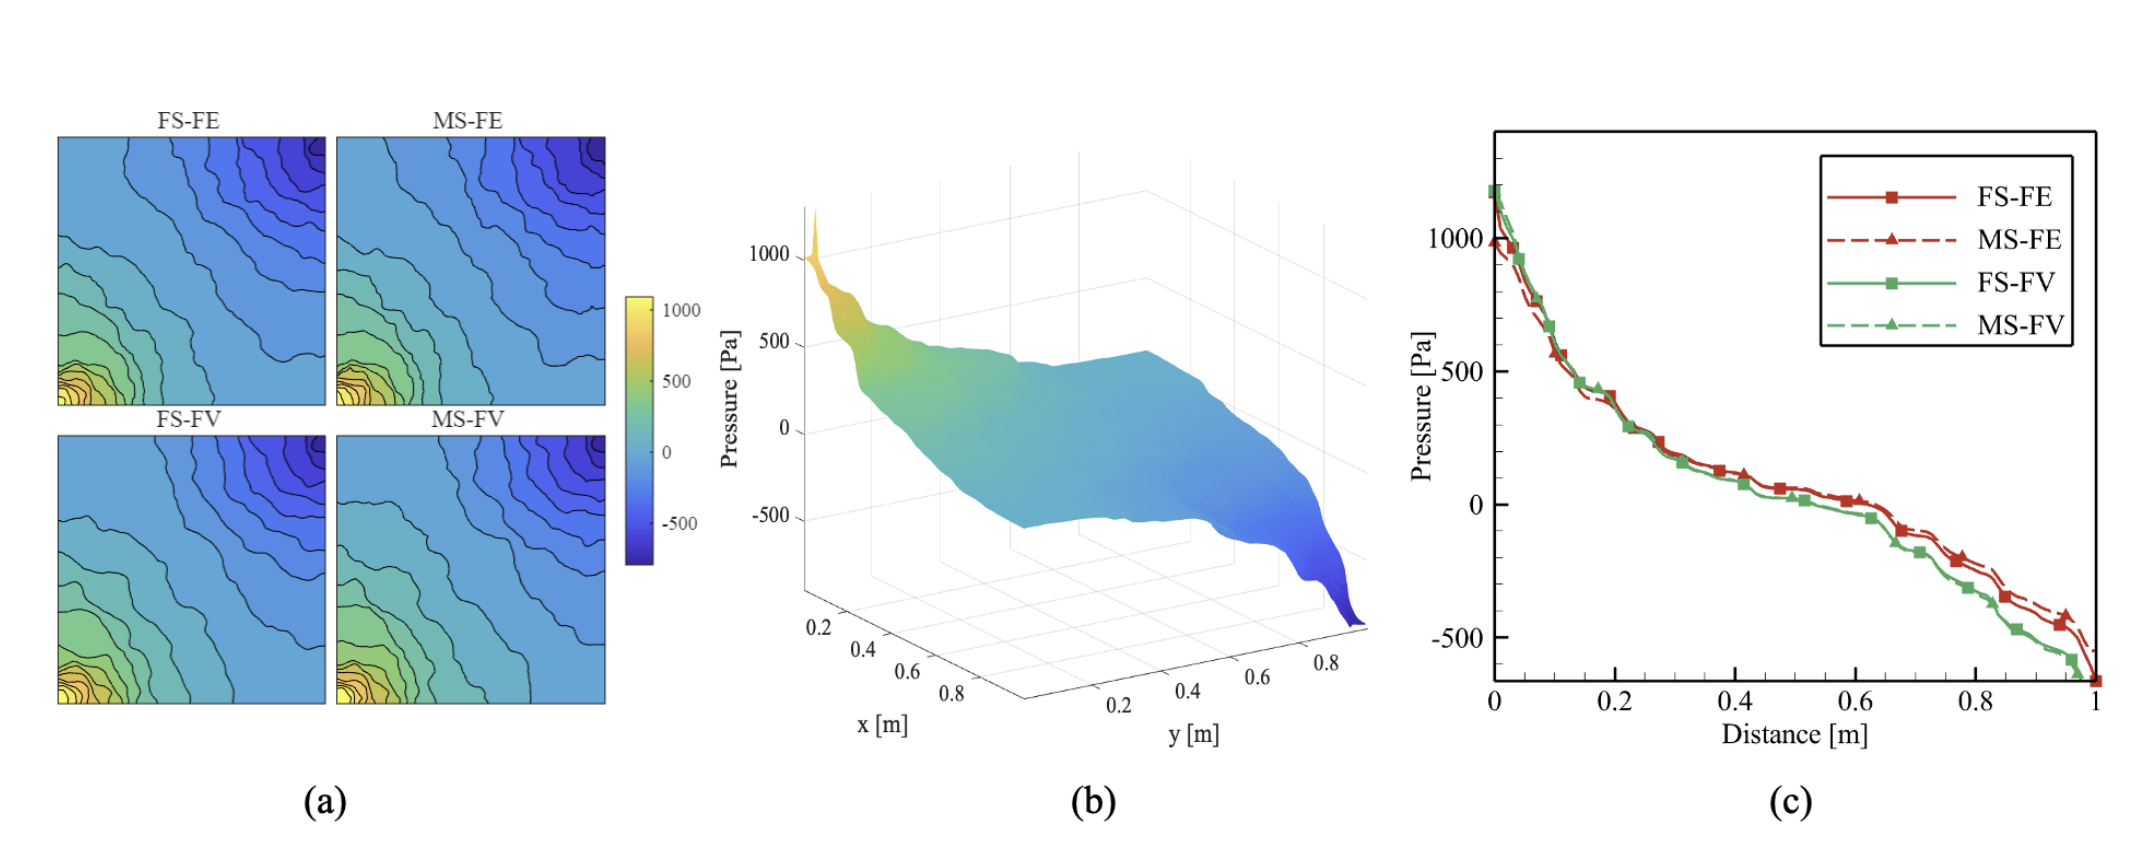 FS-FE MS-FE
FS-FV MS-FV
1000
500
0
-500
(a)
1000
500
0
-500
Pressure [Pa]
0.2
0.4
0.6
0.8
x [m]
0.2
0.4
0.6
0.8
y [m]
(b)
FS-FE
MS-FE
FS-FV
MS-FV
1000
500
0
-500
Pressure [Pa]
0 0.2 0.4 0.6 0.8 1
Distance [m]
(c)